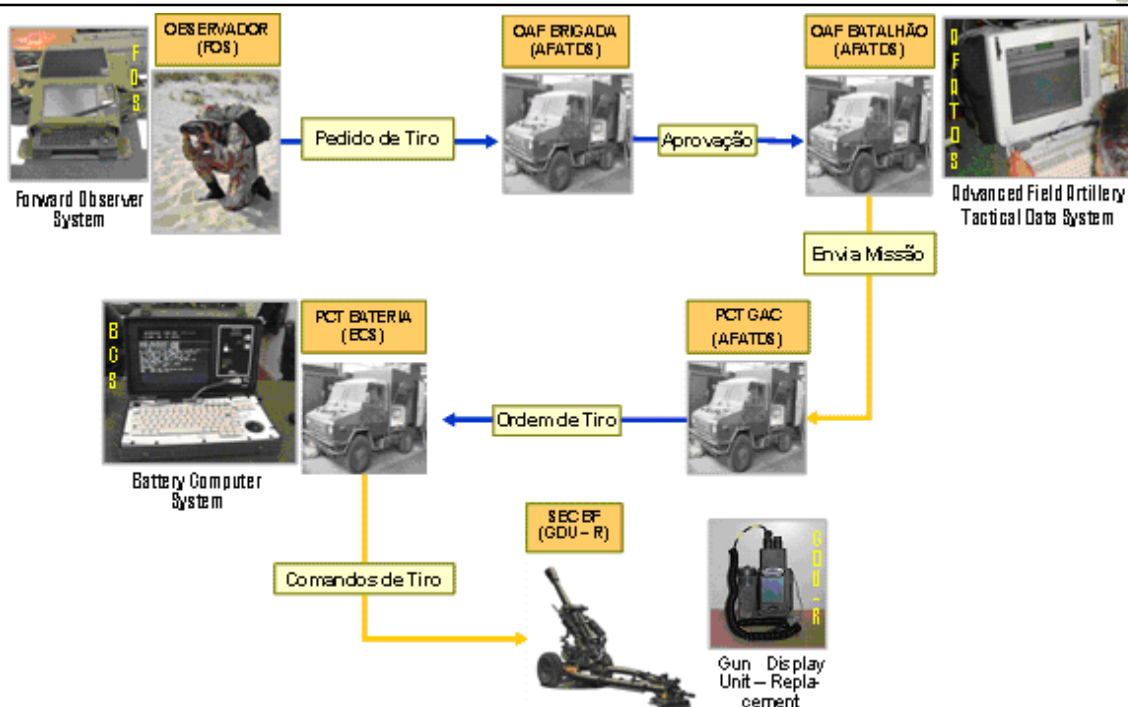 OBSERVADOR
(FOS)
OAF BRIGADA
(AFATDS)
OAF BATALHÃO
(AFATDS)
FOS
AFATDS
Pedido de Tiro
Aprovação
Forward Observer
System
Advanced Field Artillery
Tactical Data System
Envia Missão
PCT BATERIA
(BCS)
PCT GAC
(AFATDS)
BCS
Ordem de Tiro
Battery Computer
System
SEC BF
(GDU – R)
GDU-R
Comandos de Tiro
Gun Display
Unit – Repla-
cement